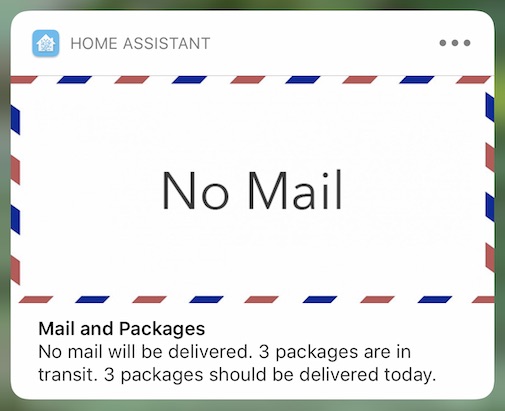 HOME ASSISTANT
No Mail
Mail and Packages
No mail will be delivered. 3 packages are in
transit. 3 packages should be delivered today.